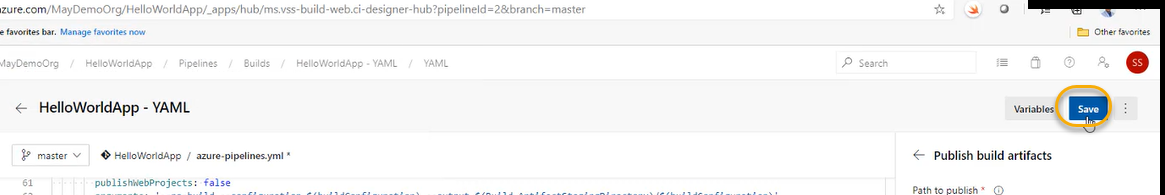 azure.com/MayDemoOrg/HelloWorldApp/_apps/hub/ms.vss-build-web.ci-designer-hub?pipelineId=2&branch=master
e favorites bar. Manage favorites now
Other favorites
MayDemoOrg / HelloWorldApp / Pipelines / Builds / HelloWorldApp - YAML / YAML
Search
SS
HelloWorldApp - YAML
Variables
Save
master
HelloWorldApp / azure-pipelines.yml *
Publish build artifacts
61 publishWebProjects: false
Path to publish *